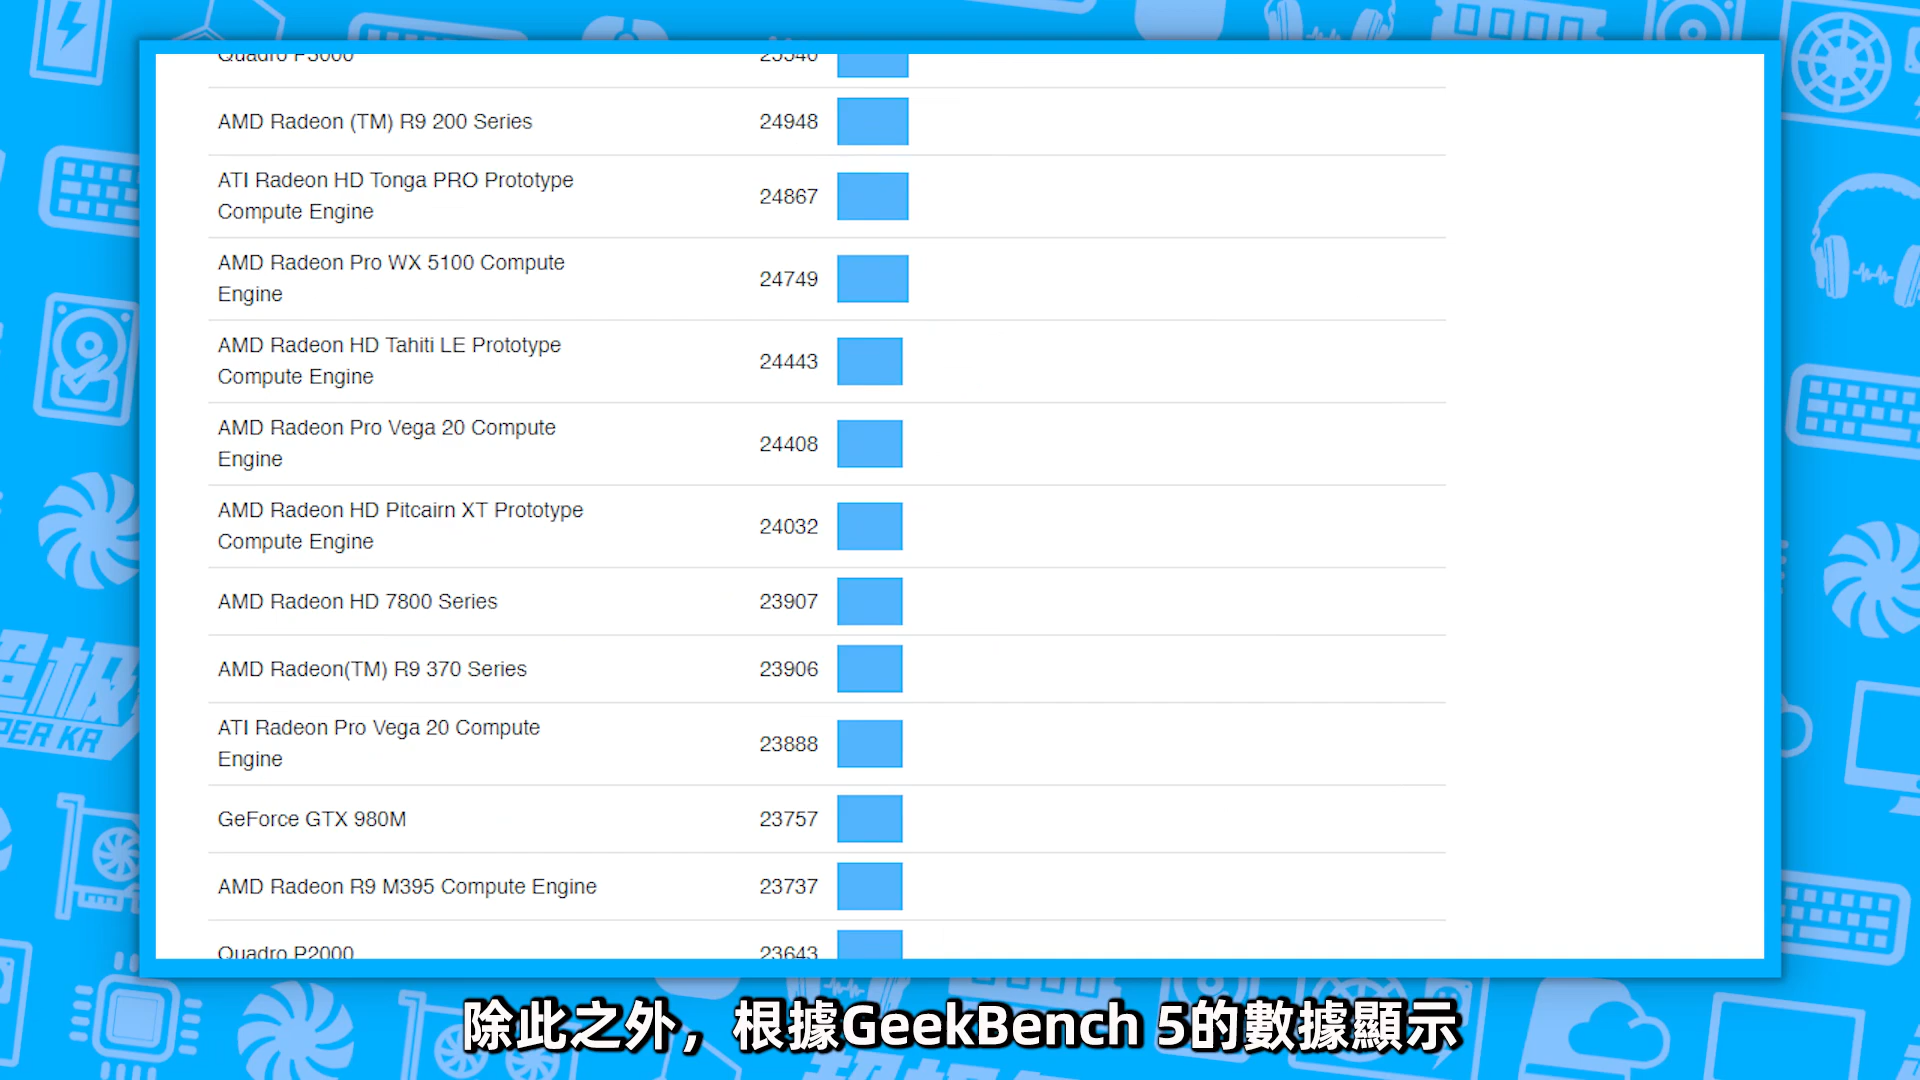 Quadro P3000 25540
AMD Radeon (TM) R9 200 Series 24948
ATI Radeon HD Tonga PRO Prototype
Compute Engine 24867
AMD Radeon Pro WX 5100 Compute
Engine 24749
AMD Radeon HD Tahiti LE Prototype
Compute Engine 24443
AMD Radeon Pro Vega 20 Compute
Engine 24408
AMD Radeon HD Pitcairn XT Prototype
Compute Engine 24032
AMD Radeon HD 7800 Series 23907
AMD Radeon(TM) R9 370 Series 23906
ATI Radeon Pro Vega 20 Compute
Engine 23888
GeForce GTX 980M 23757
AMD Radeon R9 M395 Compute Engine 23737
Quadro P2000 23643
除此之外，根據GeekBench 5的數據顯示